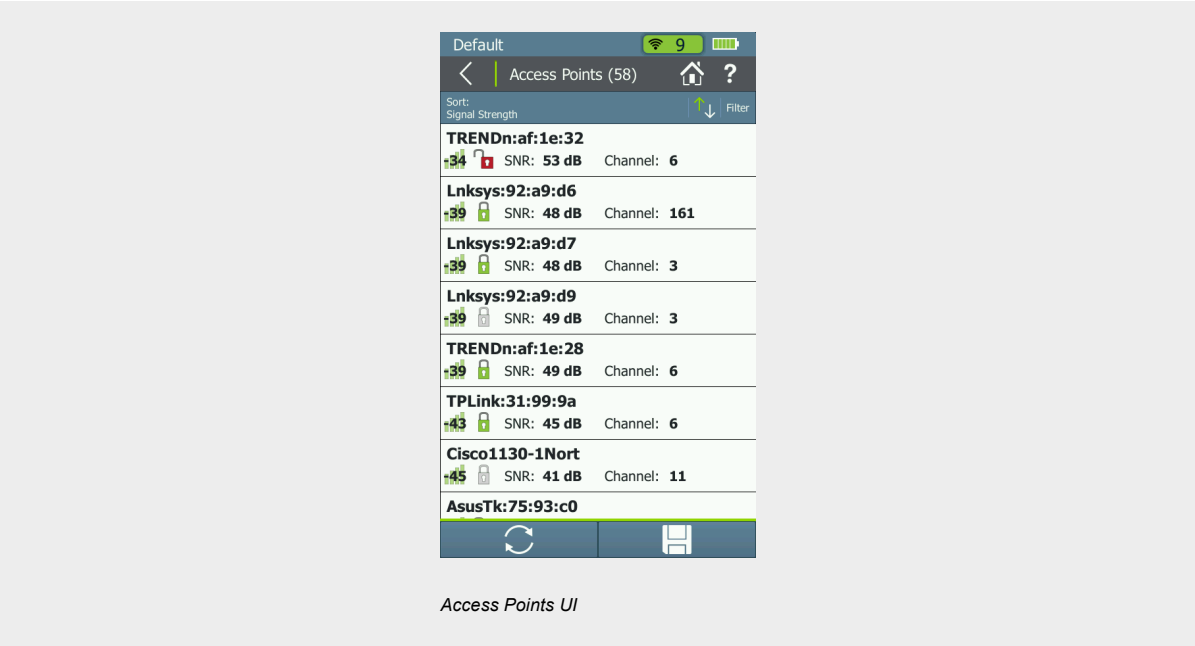 Default 9
Access Points (58) ?
Sort:
Signal Strength Filter
TRENDn:af:1e:32
-34 SNR: 53 dB Channel: 6
Lnksys:92:a9:d6
-39 SNR: 48 dB Channel: 161
Lnksys:92:a9:d7
-39 SNR: 48 dB Channel: 3
Lnksys:92:a9:d9
-39 SNR: 49 dB Channel: 3
TRENDn:af:1e:28
-39 SNR: 49 dB Channel: 6
TPLink:31:99:9a
-43 SNR: 45 dB Channel: 6
Cisco1130-1Nort
-45 SNR: 41 dB Channel: 11
AsusTk:75:93:c0
Access Points UI